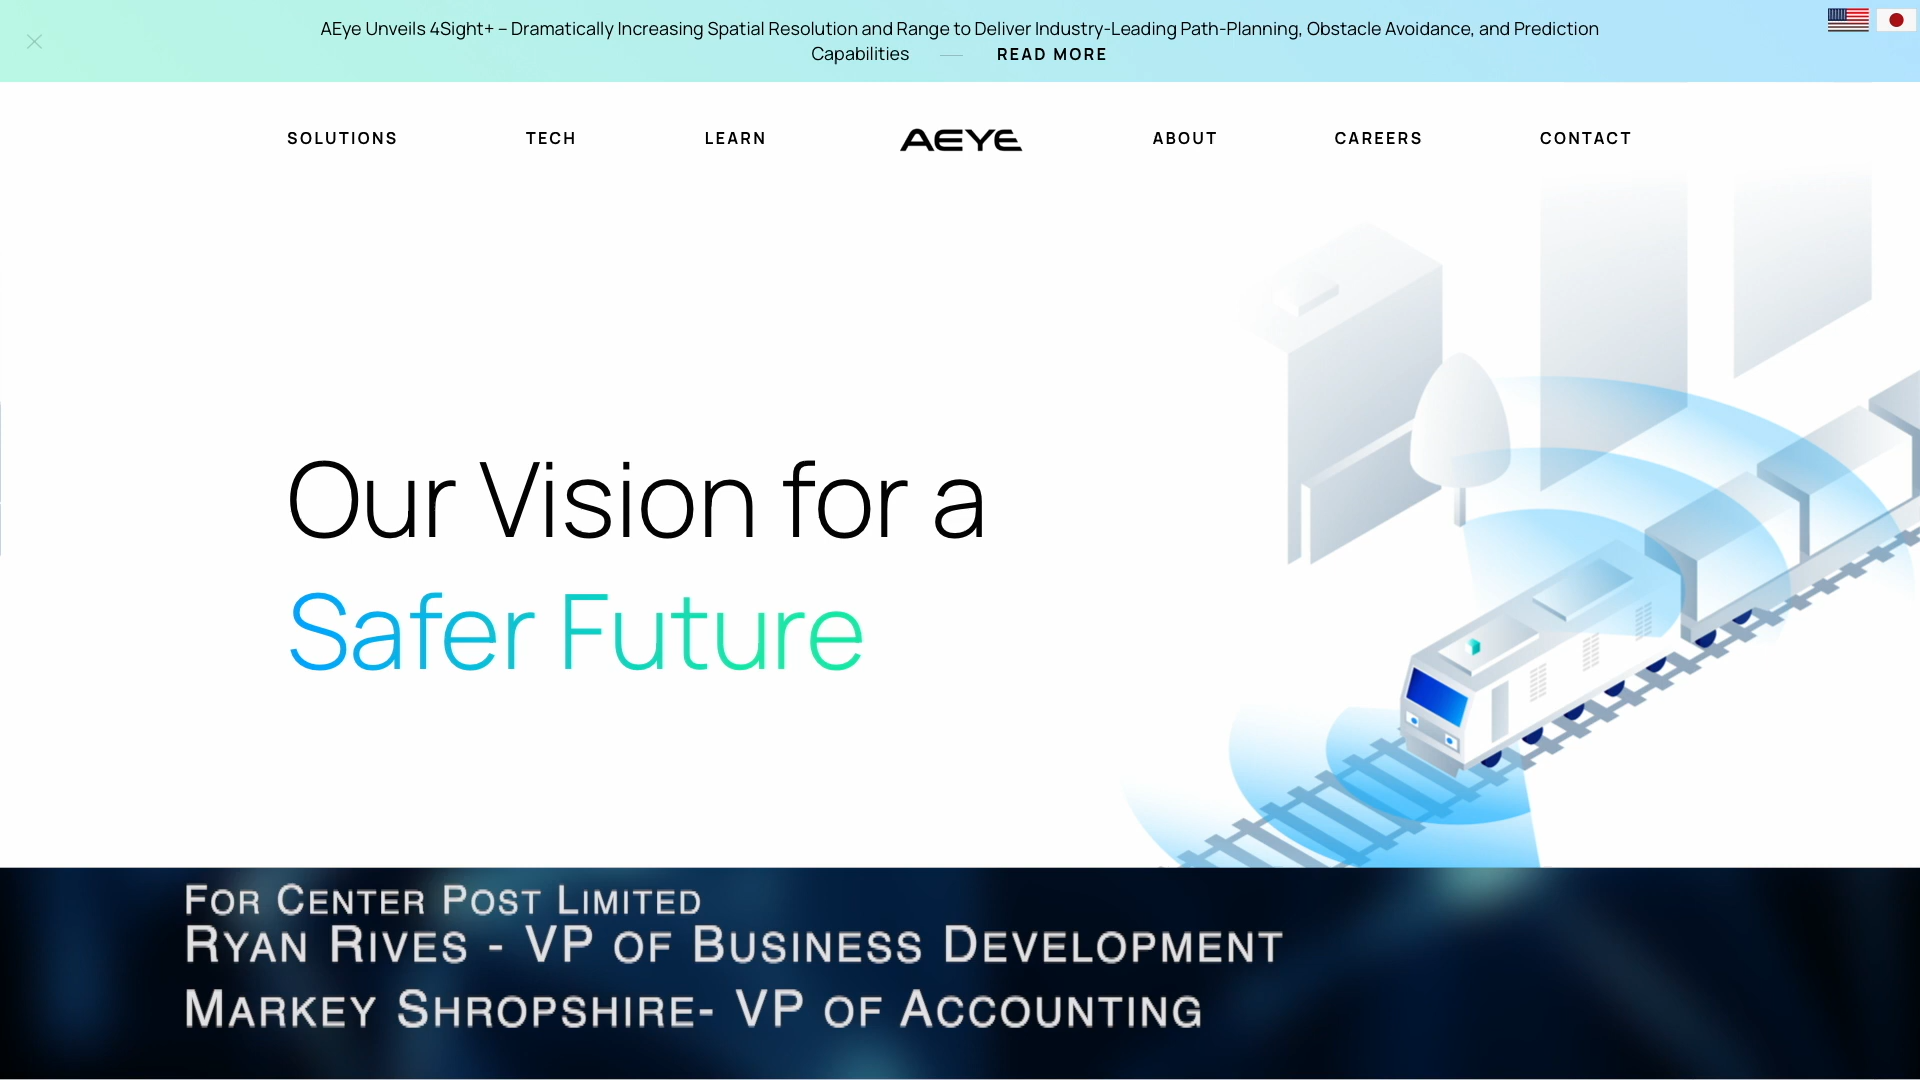 AEye Unveils 4Sight+ – Dramatically Increasing Spatial Resolution and Range to Deliver Industry-Leading Path-Planning, Obstacle Avoidance, and Prediction
Capabilities — READ MORE
SOLUTIONS TECH LEARN AEYE ABOUT CAREERS CONTACT
Our Vision for a
Safer Future
FOR CENTER POST LIMITED
RYAN RIVES - VP OF BUSINESS DEVELOPMENT
MARKEY SHROPSHIRE- VP OF ACCOUNTING